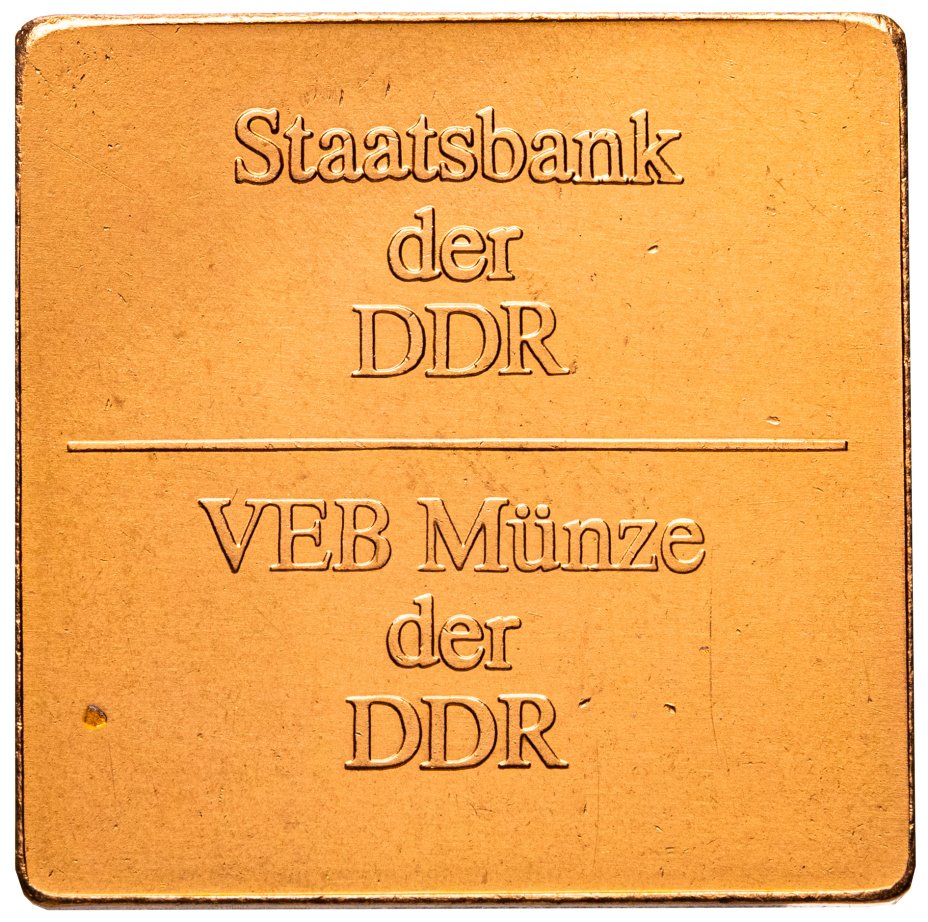 Staatsbank
der
DDR
VEB Münze
der
DDR